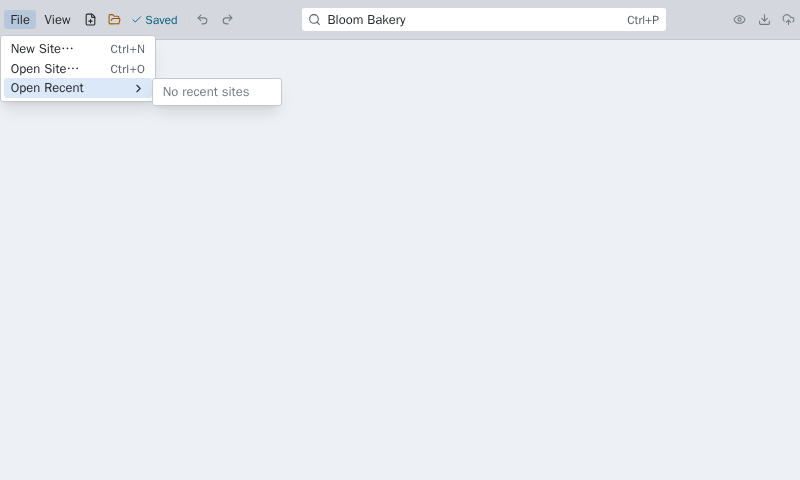 File View Saved Bloom Bakery Ctrl+P
New Site⋯ Ctrl+N
Open Site⋯ Ctrl+O
Open Recent
No recent sites